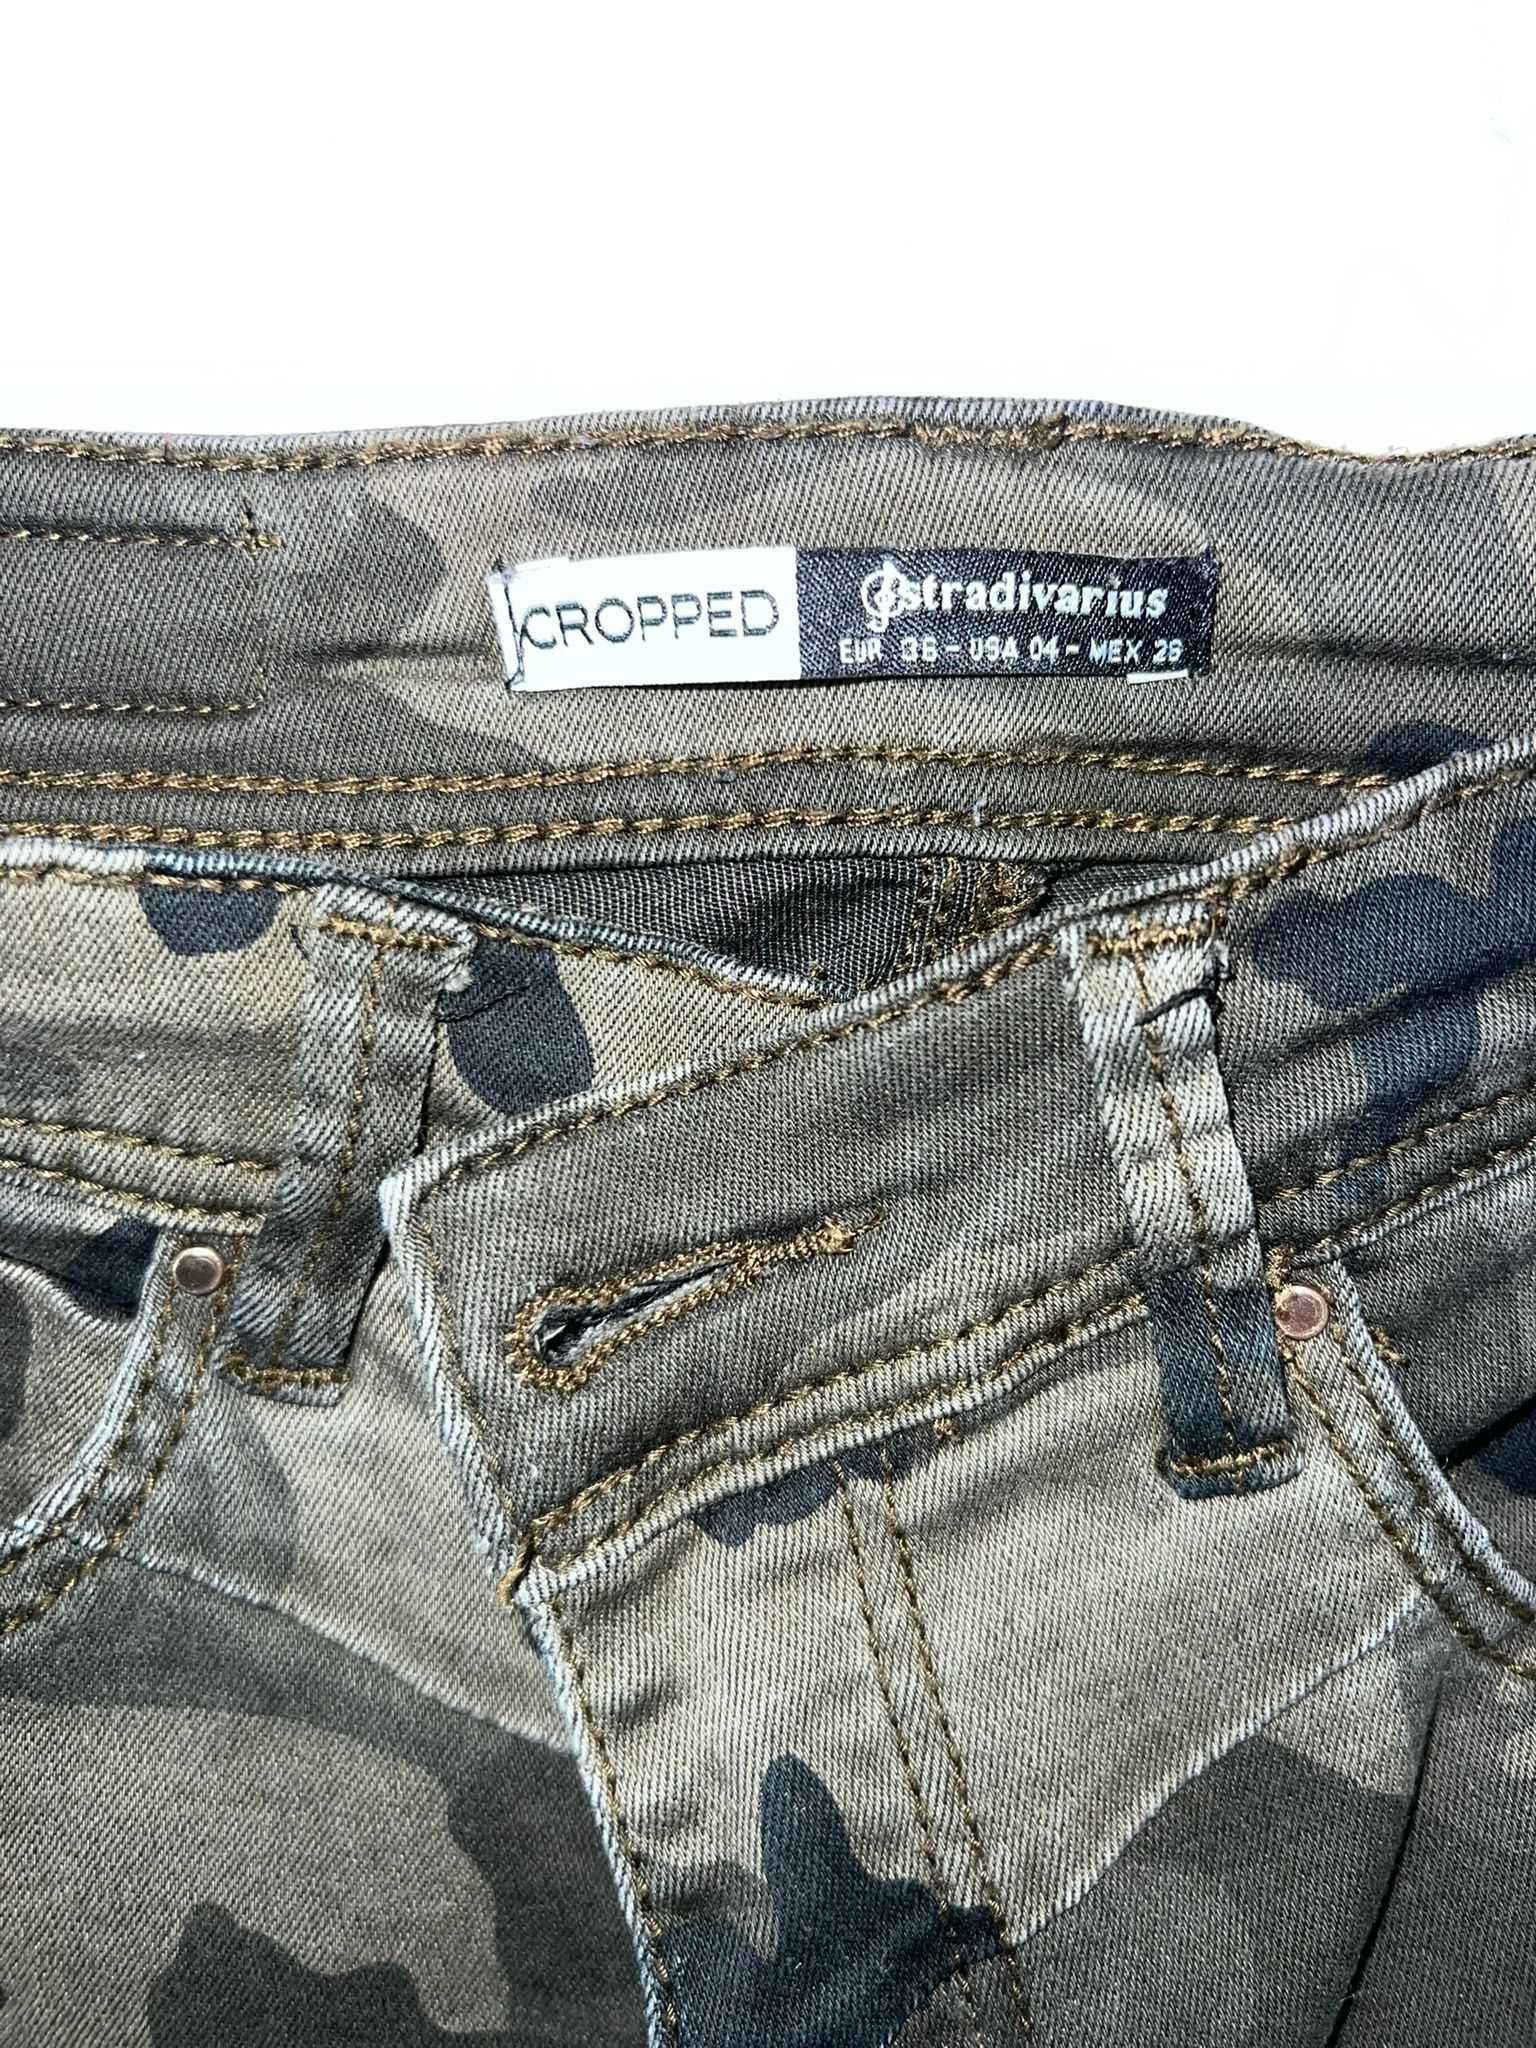 CROPPED
stradivarius
EUR 36 - USA 04 - MEX 26